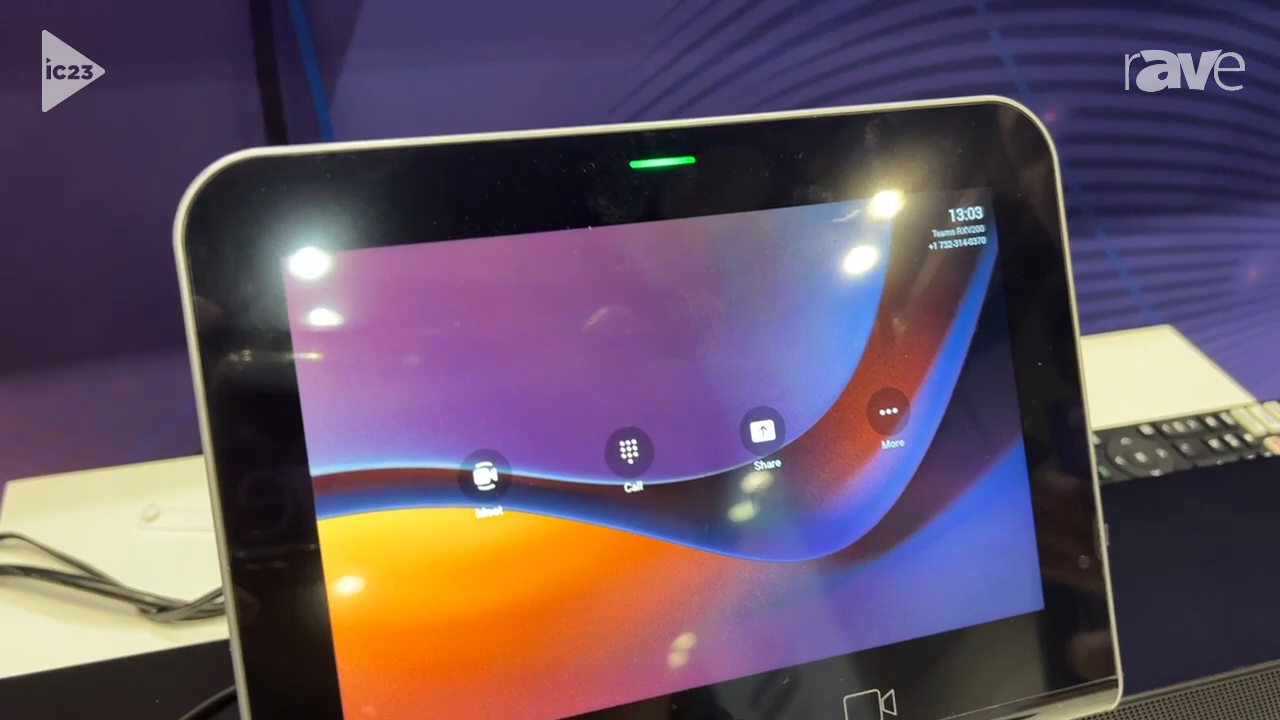 iC23
rave
13:03
Teams RXV200
+1 732-314-0370
Meet
Call
Share
More